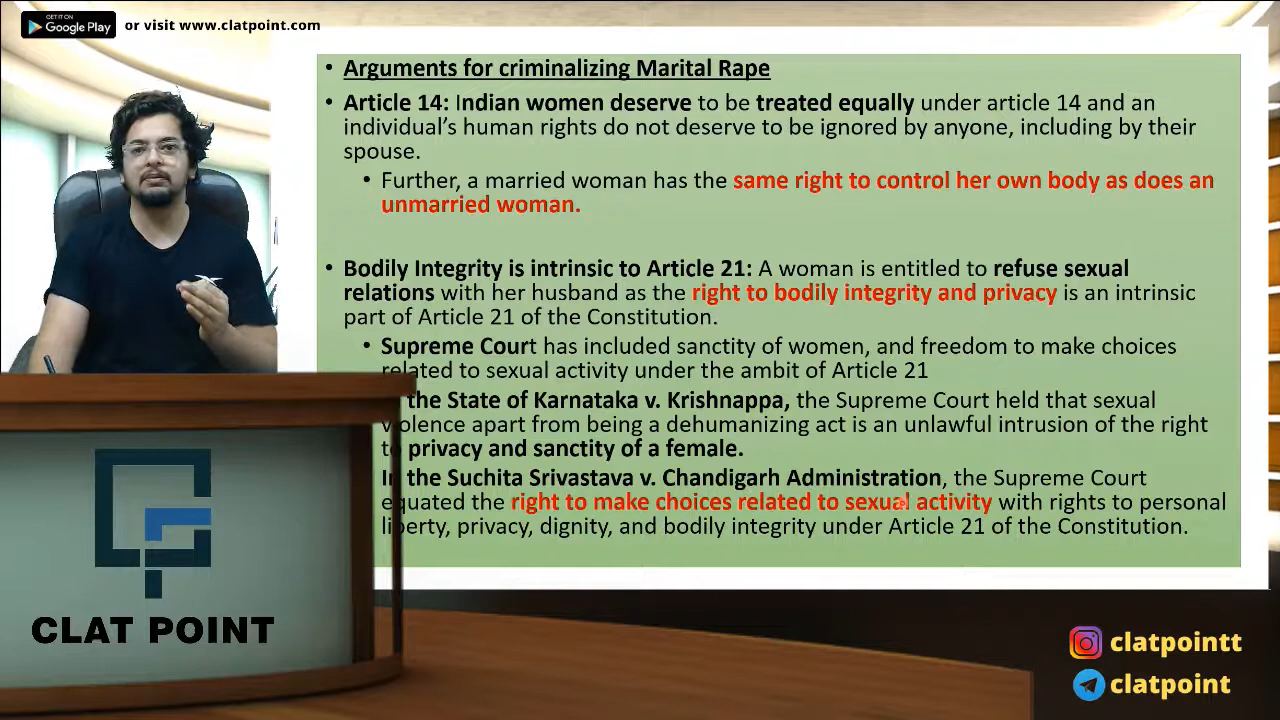 GET IT ON
Google Play
or visit www.clatpoint.com
• Arguments for criminalizing Marital Rape
• Article 14: Indian women deserve to be treated equally under article 14 and an
individual's human rights do not deserve to be ignored by anyone, including by their
spouse.
• Further, a married woman has the same right to control her own body as does an
unmarried woman.
• Bodily Integrity is intrinsic to Article 21: A woman is entitled to refuse sexual
relations with her husband as the right to bodily integrity and privacy is an intrinsic
part of Article 21 of the Constitution.
• Supreme Court has included sanctity of women, and freedom to make choices
related to sexual activity under the ambit of Article 21
the State of Karnataka v. Krishnappa, the Supreme Court held that sexual
violence apart from being a dehumanizing act is an unlawful intrusion of the right
to privacy and sanctity of a female.
In the Suchita Srivastava v. Chandigarh Administration, the Supreme Court
equated the right to make choices related to sexual activity with rights to personal
liberty, privacy, dignity, and bodily integrity under Article 21 of the Constitution.
CLAT POINT
clatpointt
clatpoint